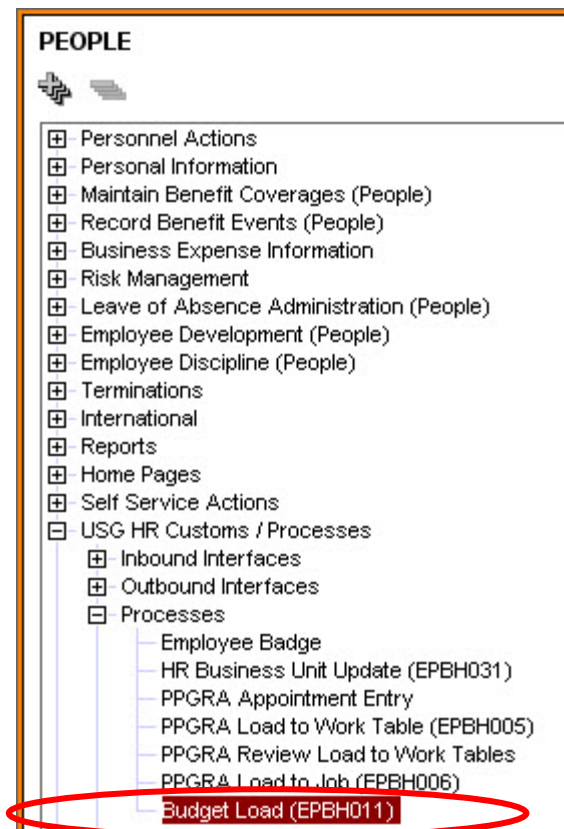 PEOPLE
Personnel Actions
Personal Information
Maintain Benefit Coverages (People)
Record Benefit Events (People)
Business Expense Information
Risk Management
Leave of Absence Administration (People)
Employee Development (People)
Employee Discipline (People)
Terminations
International
Reports
Home Pages
Self Service Actions
USG HR Customs / Processes
Inbound Interfaces
Outbound Interfaces
Processes
Employee Badge
HR Business Unit Update (EPBH031)
PPGRA Appointment Entry
PPGRA Load to Work Table (EPBH005)
PPGRA Review Load to Work Tables
PPGRA Load to Job (EPBH006)
Budget Load (EPBH011)